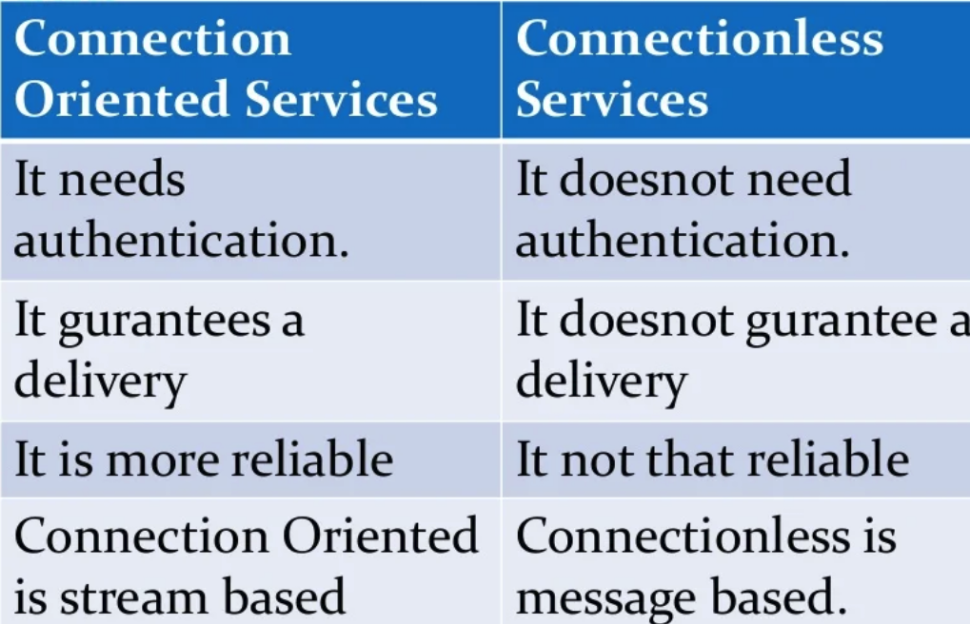 Connection
Oriented Services
Connectionless
Services
It needs
authentication.
It doesnot need
authentication.
It gurantees a
delivery
It doesnot gurantee a
delivery
It is more reliable
It not that reliable
Connection Oriented
is stream based
Connectionless is
message based.